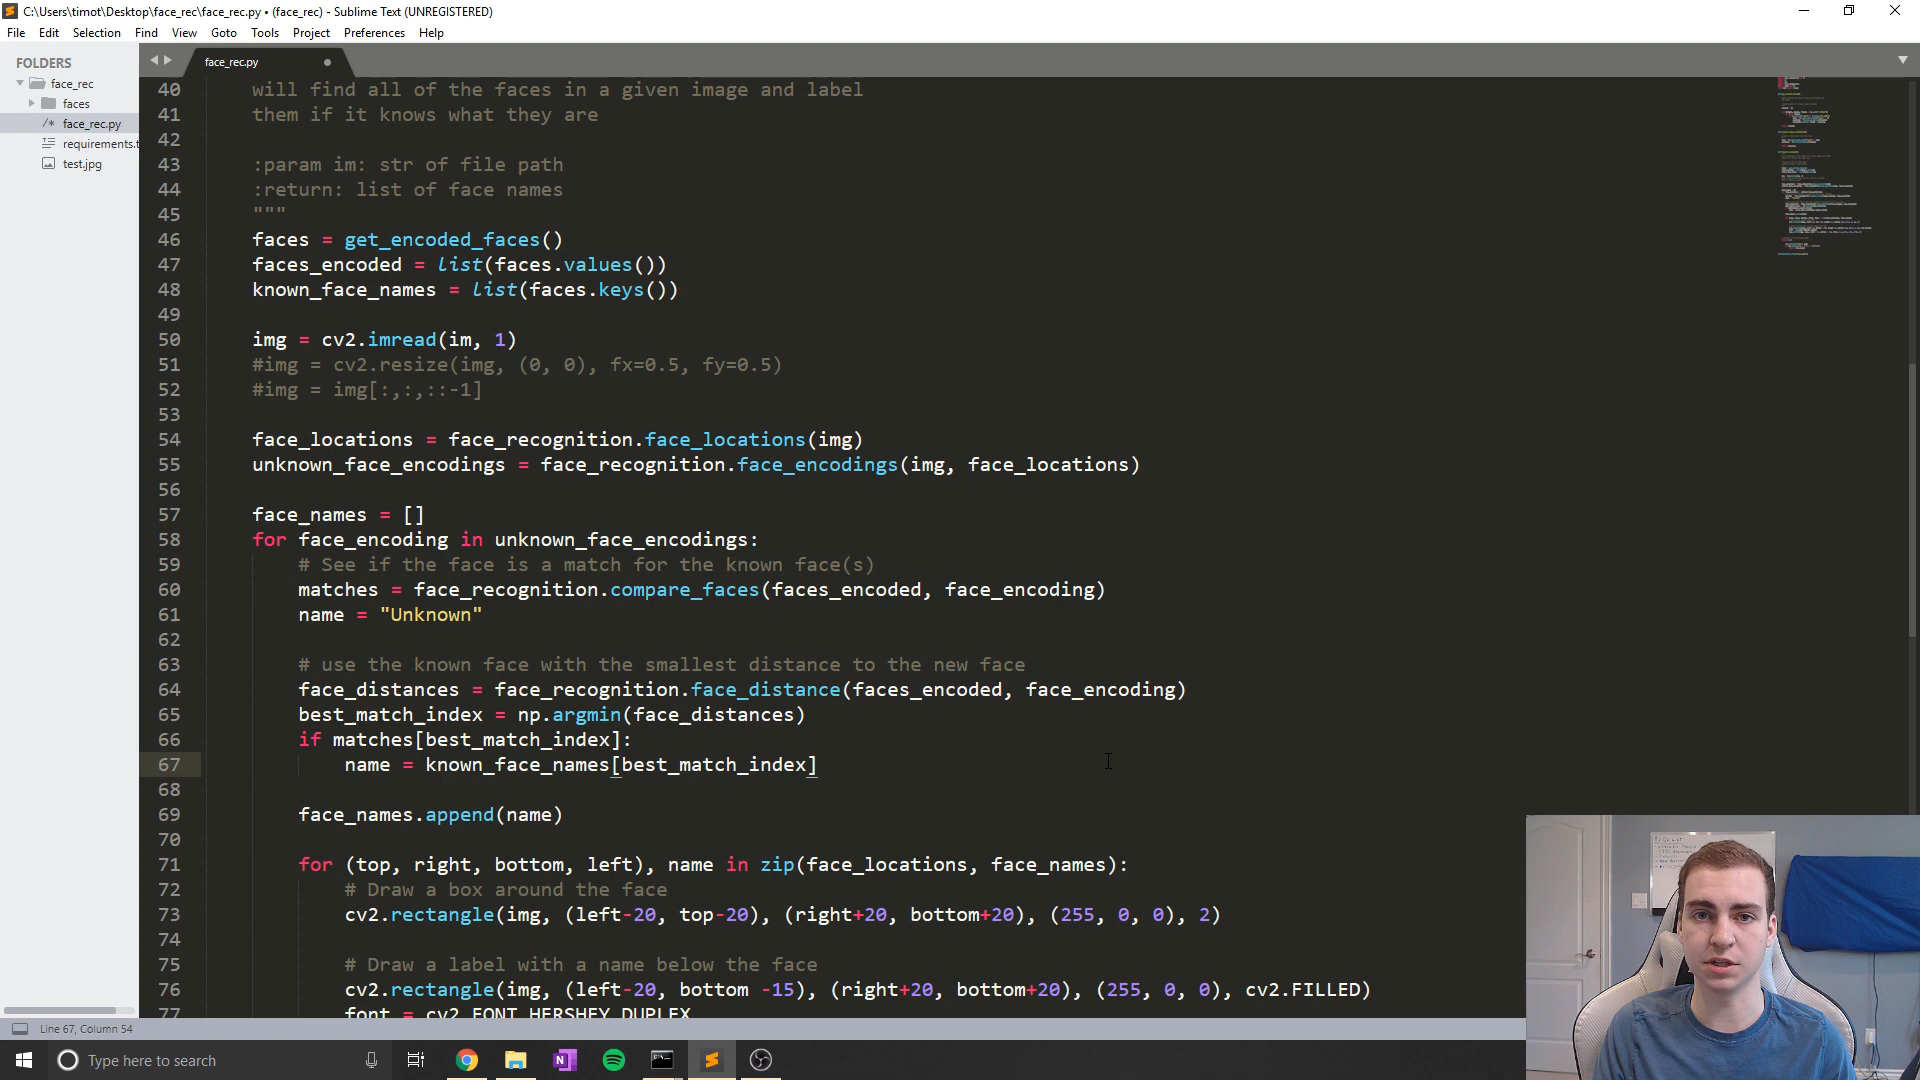 C:\Users\timot\Desktop\face_rec\face_rec.py • (face_rec) - Sublime Text (UNREGISTERED)
File Edit Selection Find View Goto Tools Project Preferences Help
FOLDERS
face_rec
faces
face_rec.py
requirements.t
test.jpg
face_rec.py
40 will find all of the faces in a given image and label
41 them if it knows what they are
42
43 :param im: str of file path
44 :return: list of face names
45 """
46 faces = get_encoded_faces()
47 faces_encoded = list(faces.values())
48 known_face_names = list(faces.keys())
49
50 img = cv2.imread(im, 1)
51 #img = cv2.resize(img, (0, 0), fx=0.5, fy=0.5)
52 #img = img[:,:,::-1]
53
54 face_locations = face_recognition.face_locations(img)
55 unknown_face_encodings = face_recognition.face_encodings(img, face_locations)
56
57 face_names = []
58 for face_encoding in unknown_face_encodings:
59 # See if the face is a match for the known face(s)
60 matches = face_recognition.compare_faces(faces_encoded, face_encoding)
61 name = "Unknown"
62
63 # use the known face with the smallest distance to the new face
64 face_distances = face_recognition.face_distance(faces_encoded, face_encoding)
65 best_match_index = np.argmin(face_distances)
66 if matches[best_match_index]:
67 name = known_face_names[best_match_index]
68
69 face_names.append(name)
70
71 for (top, right, bottom, left), name in zip(face_locations, face_names):
72 # Draw a box around the face
73 cv2.rectangle(img, (left-20, top-20), (right+20, bottom+20), (255, 0, 0), 2)
74
75 # Draw a label with a name below the face
76 cv2.rectangle(img, (left-20, bottom -15), (right+20, bottom+20), (255, 0, 0), cv2.FILLED)
77 font = cv2.FONT_HERSHEY_DUPLEX
Line 67, Column 54
Type here to search